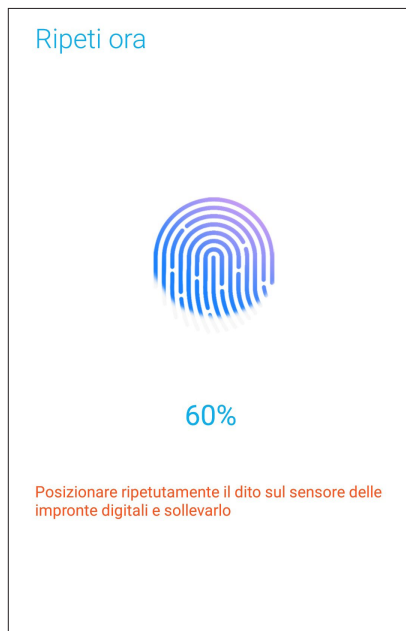 Ripeti ora
60%
Posizionare ripetutamente il dito sul sensore delle
impronte digitali e sollevarlo